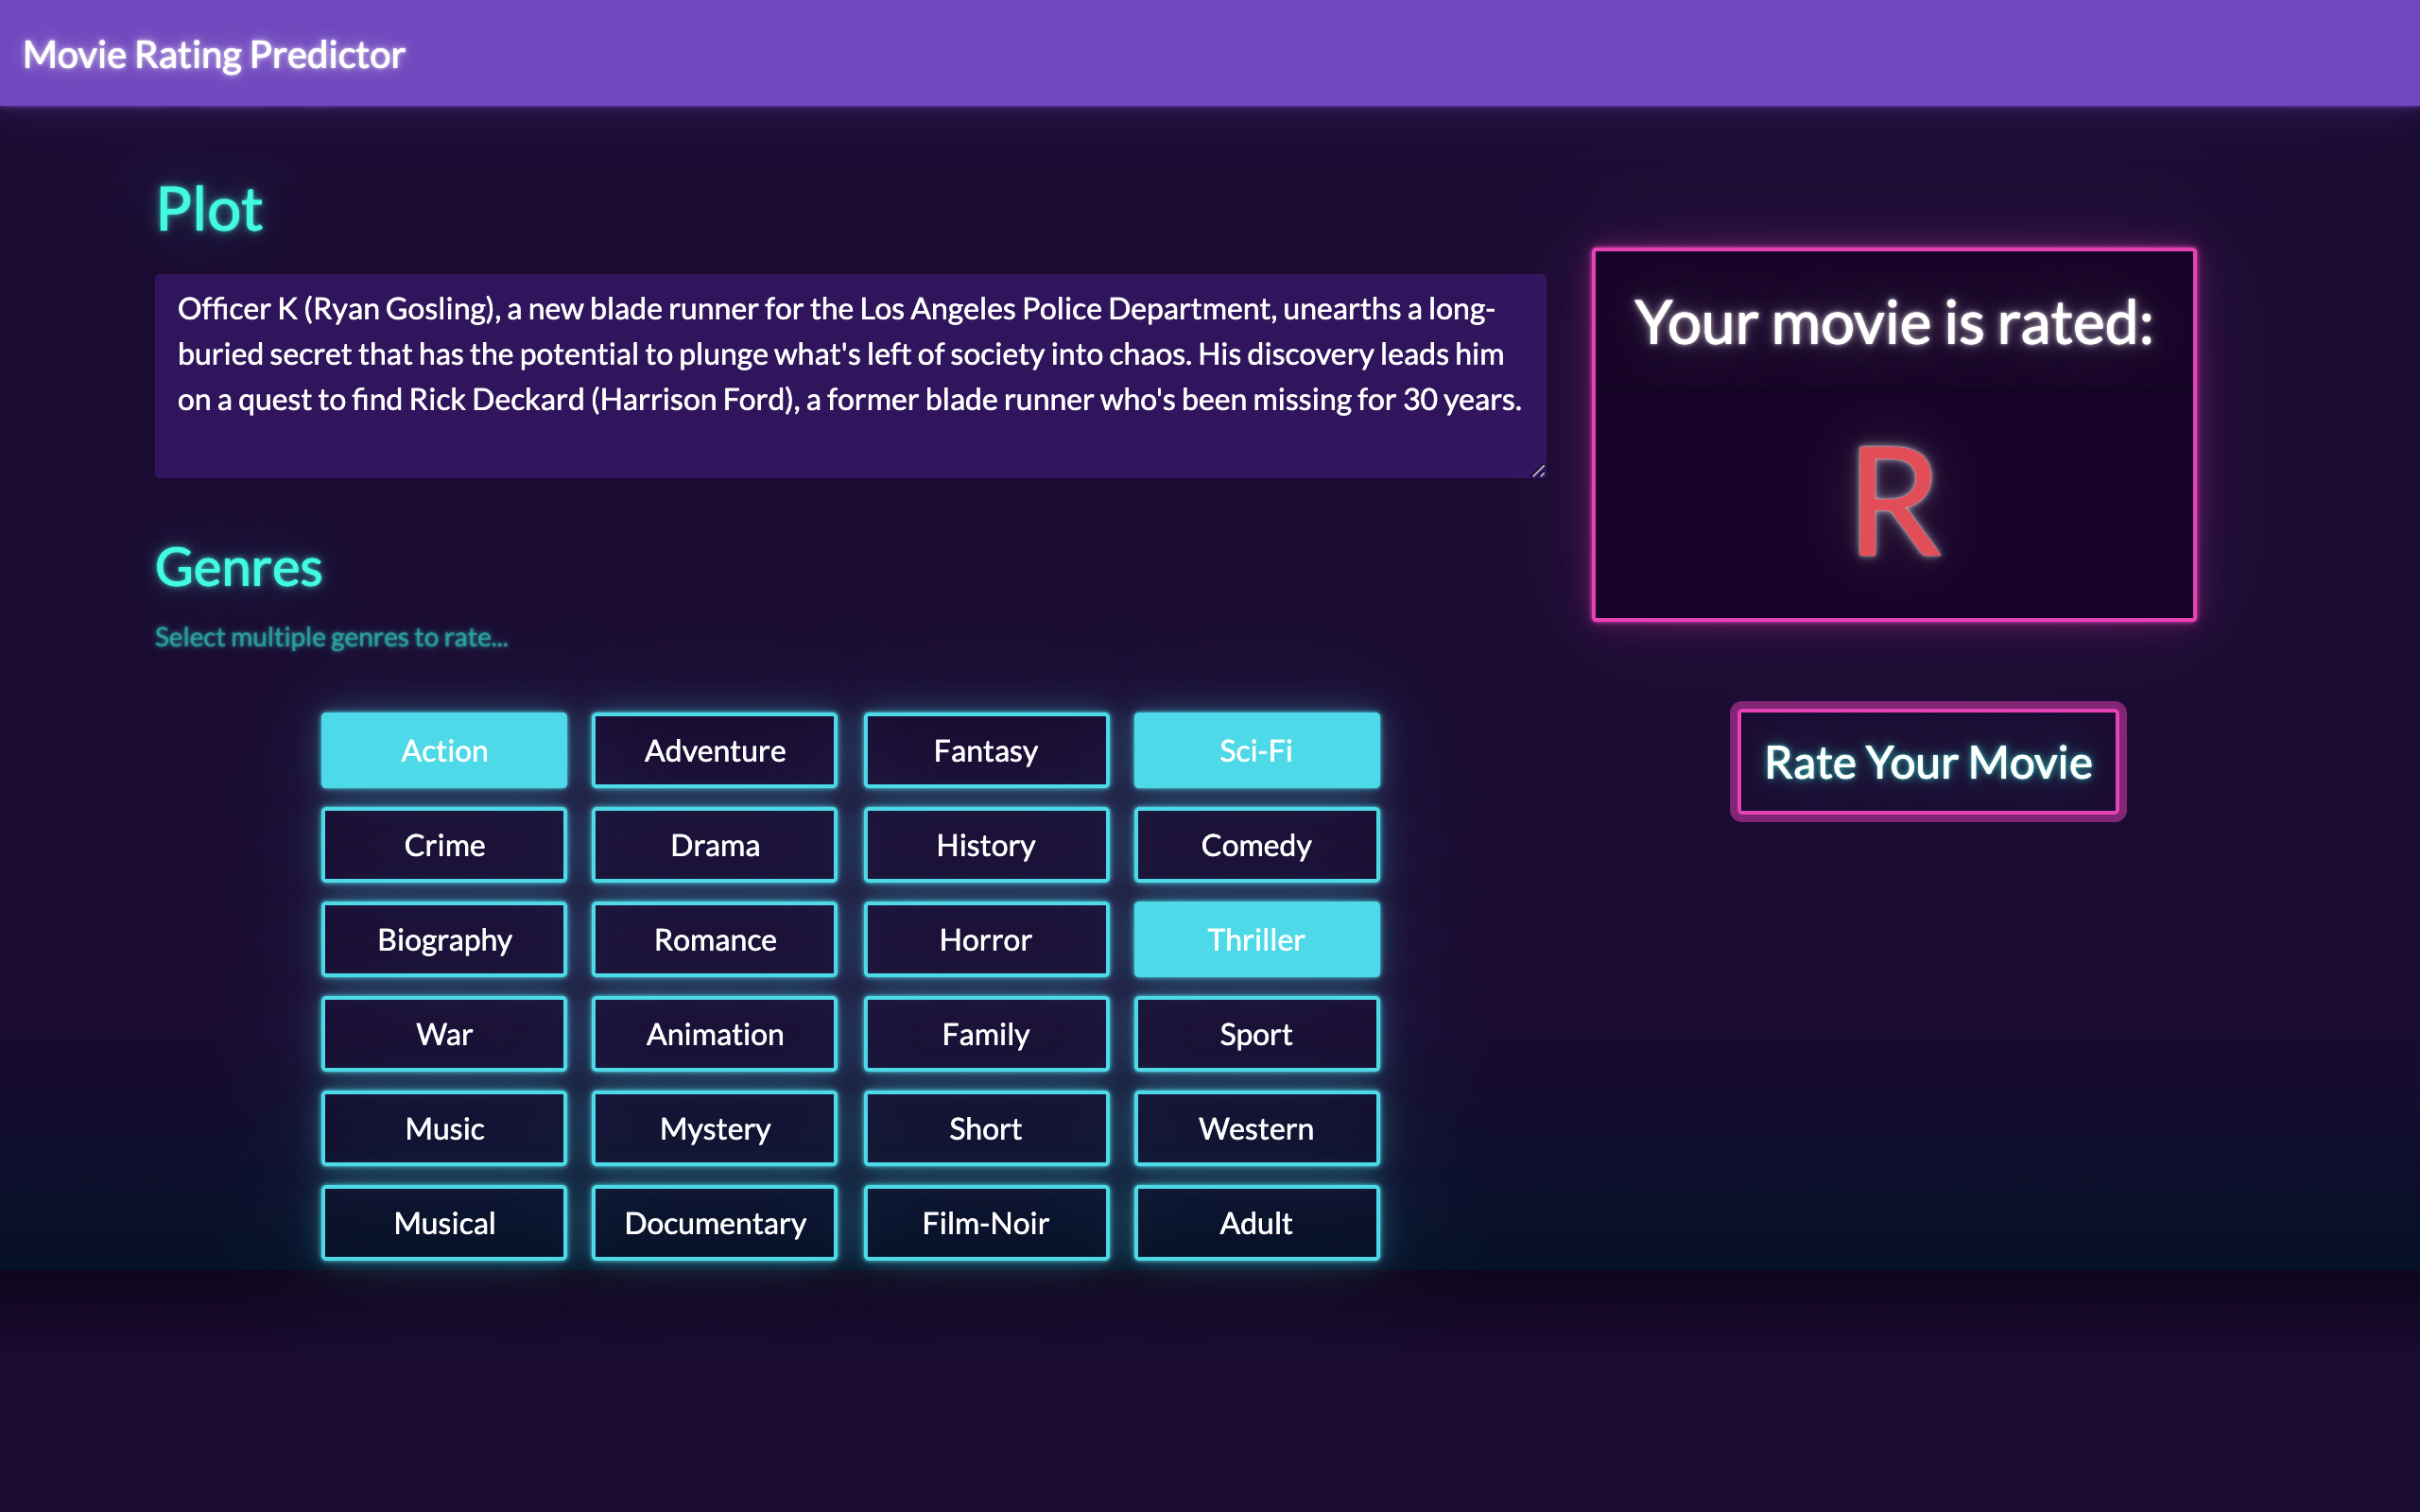 Movie Rating Predictor
Plot
Officer K (Ryan Gosling), a new blade runner for the Los Angeles Police Department, unearths a long-
buried secret that has the potential to plunge what's left of society into chaos. His discovery leads him
on a quest to find Rick Deckard (Harrison Ford), a former blade runner who's been missing for 30 years.
Genres
Select multiple genres to rate...
Action Adventure Fantasy Sci-Fi
Crime Drama History Comedy
Biography Romance Horror Thriller
War Animation Family Sport
Music Mystery Short Western
Musical Documentary Film-Noir Adult
Your movie is rated:
R
Rate Your Movie